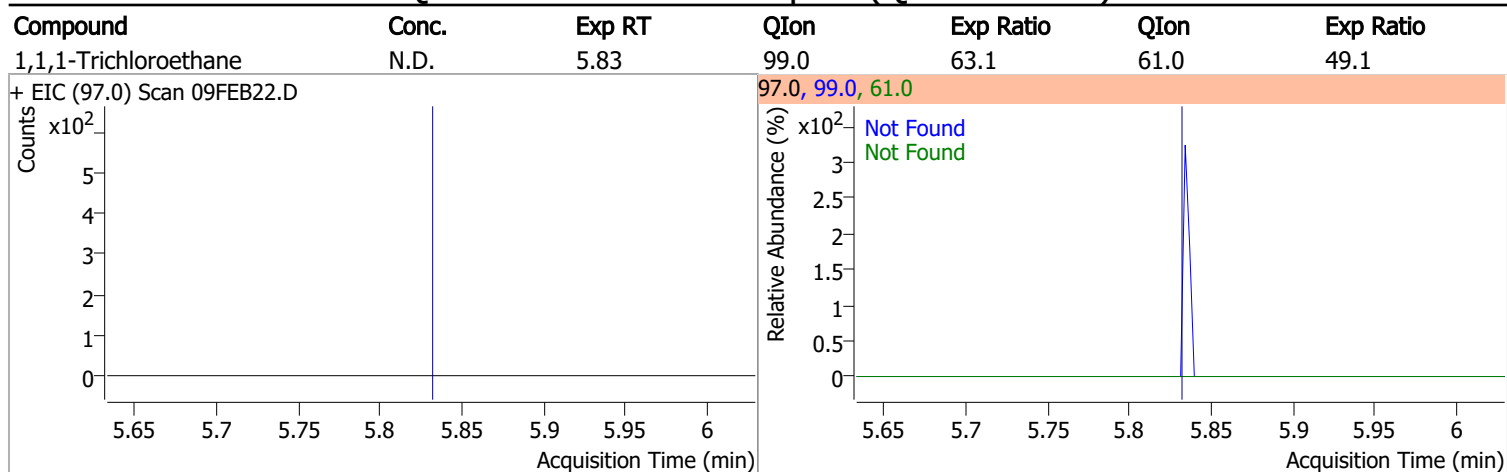 Compound Conc. Exp RT QIon Exp Ratio QIon Exp Ratio
1,1,1-Trichloroethane N.D. 5.83 99.0 63.1 61.0 49.1
+ EIC (97.0) Scan 09FEB22.D
Counts
x10²
5
4
3
2
1
0
5.65 5.7 5.75 5.8 5.85 5.9 5.95 6
Acquisition Time (min)
97.0, 99.0, 61.0
Relative Abundance (%)
x10²
Not Found
Not Found
3
2.5
2
1.5
1
0.5
0
5.65 5.7 5.75 5.8 5.85 5.9 5.95 6
Acquisition Time (min)